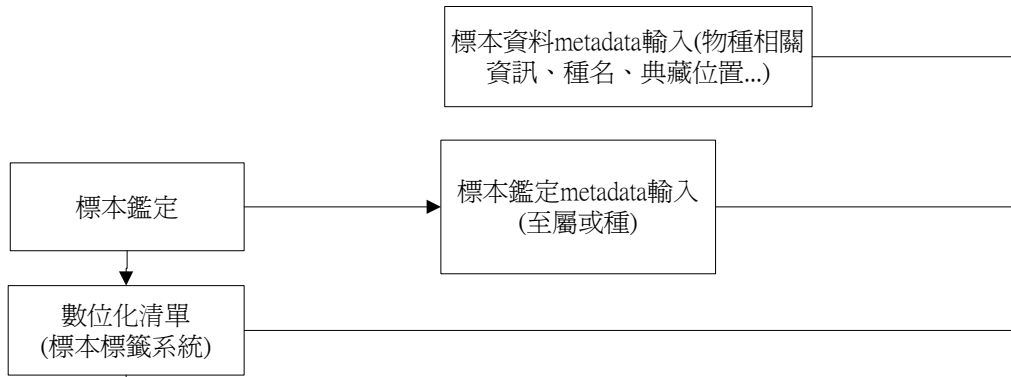 標本資料metadata輸入(物種相關
資訊、種名、典藏位置...)
標本鑑定
標本鑑定metadata輸入
(至屬或種)
數位化清單
(標本標籤系統)